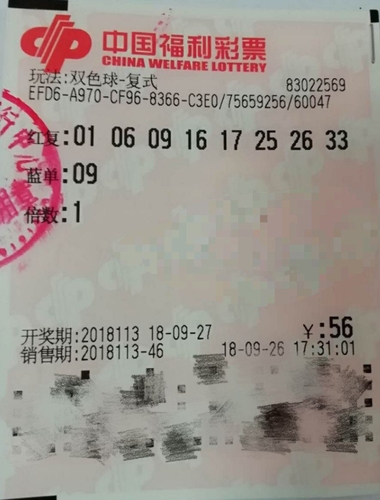 中国福利彩票
CHINA WELFARE LOTTERY
玩法:双色球-复式 83022569
EFD6-A970-CF96-8366-C3E0/75659256/60047
红复:01 06 09 16 17 25 26 33
蓝单:09
倍数:1
开奖期:2018113 18-09-27 ¥:56
销售期:2018113-46 18-09-26 17:31:01